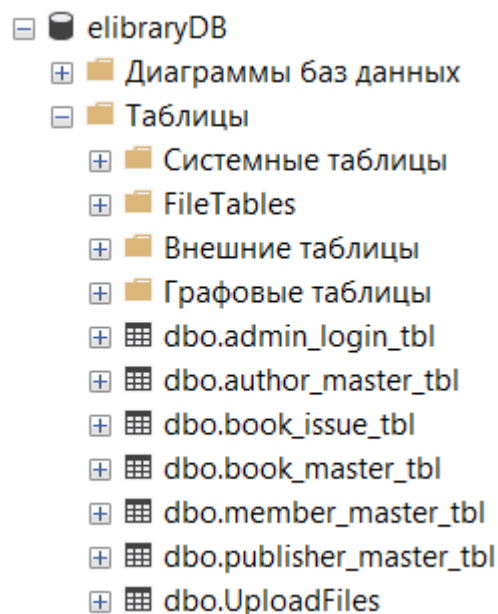 elibraryDB
Диаграммы баз данных
Таблицы
Системные таблицы
FileTables
Внешние таблицы
Графовые таблицы
dbo.admin_login_tbl
dbo.author_master_tbl
dbo.book_issue_tbl
dbo.book_master_tbl
dbo.member_master_tbl
dbo.publisher_master_tbl
dbo.UploadFiles